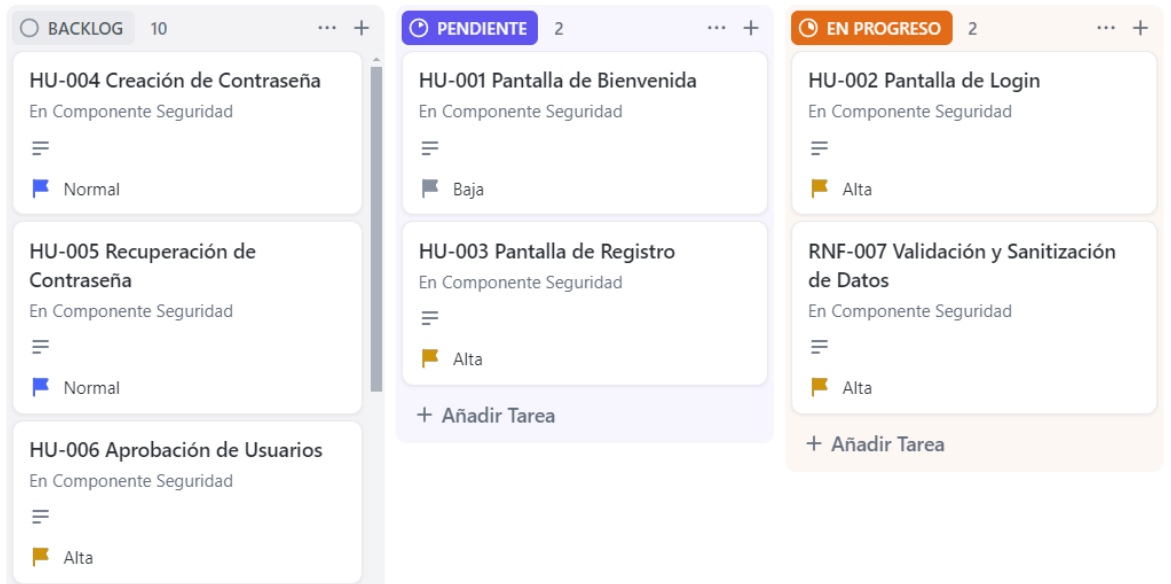 BACKLOG 10
HU-004 Creación de Contraseña
En Componente Seguridad
Normal
HU-005 Recuperación de
Contraseña
En Componente Seguridad
Normal
HU-006 Aprobación de Usuarios
En Componente Seguridad
Alta
PENDIENTE 2
HU-001 Pantalla de Bienvenida
En Componente Seguridad
Baja
HU-003 Pantalla de Registro
En Componente Seguridad
Alta
+ Añadir Tarea
EN PROGRESO 2
HU-002 Pantalla de Login
En Componente Seguridad
Alta
RNF-007 Validación y Sanitización
de Datos
En Componente Seguridad
Alta
+ Añadir Tarea